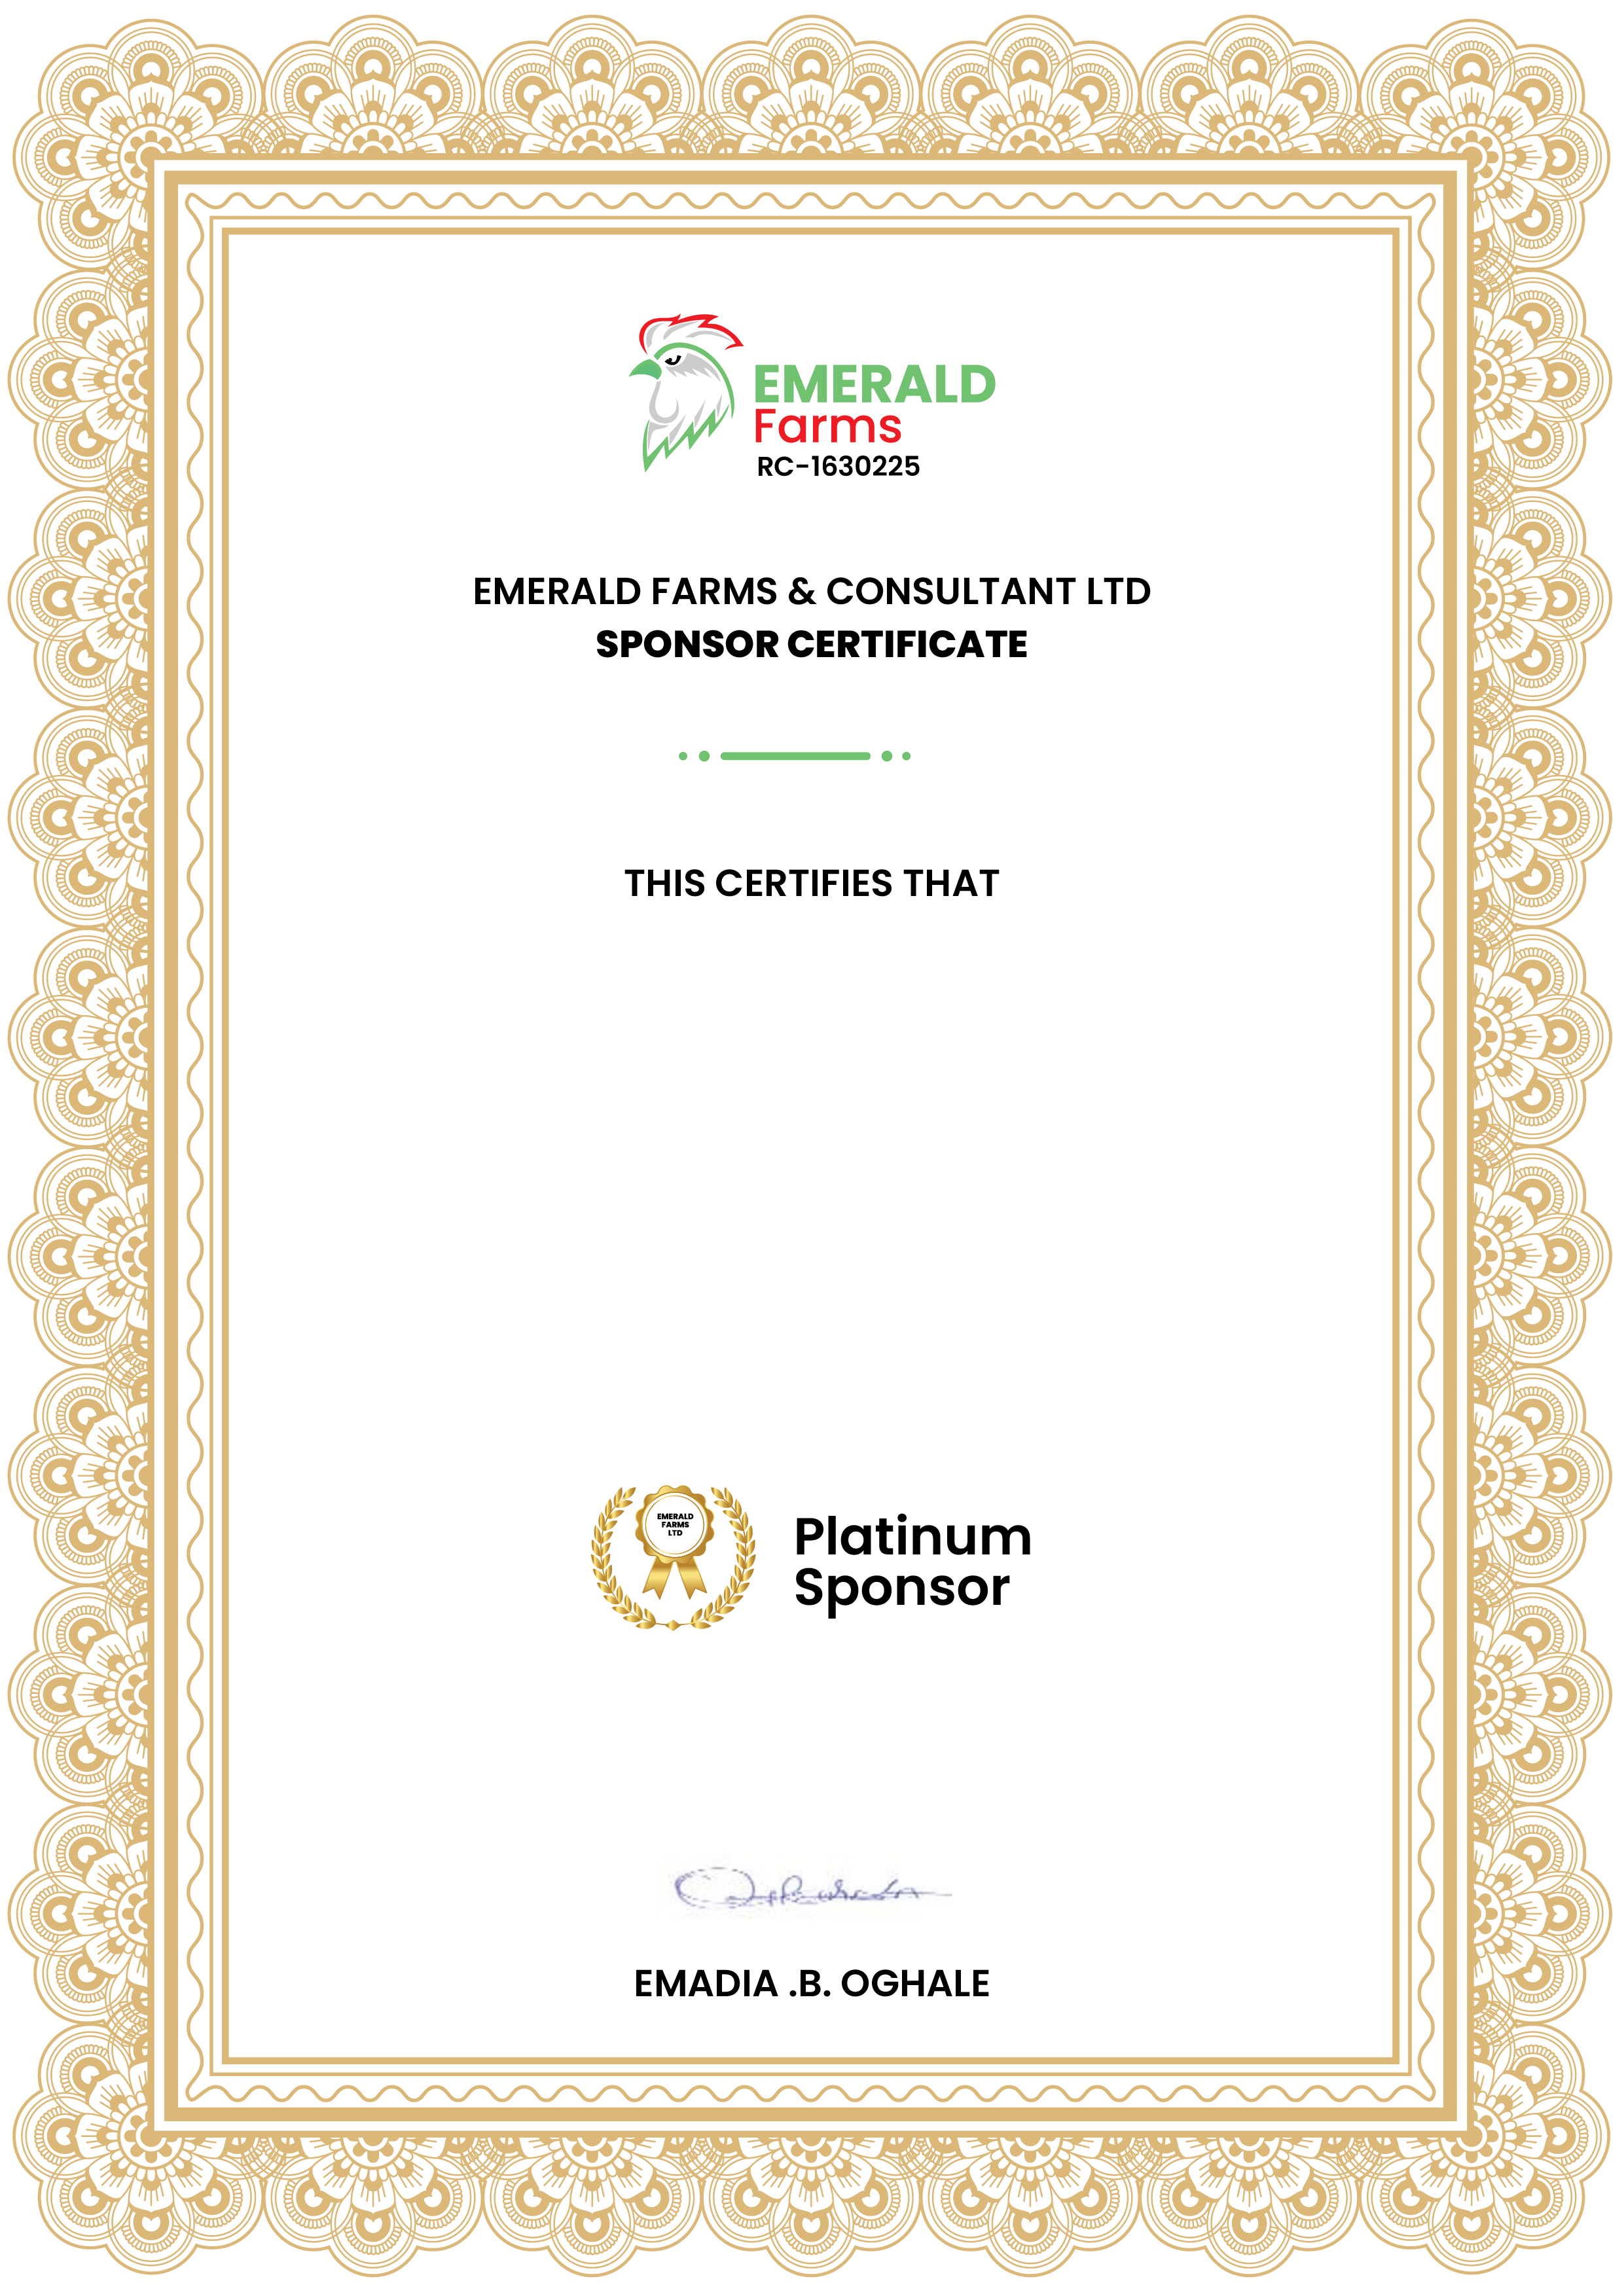 EMERALD
Farms
RC-1630225
EMERALD FARMS & CONSULTANT LTD
SPONSOR CERTIFICATE
THIS CERTIFIES THAT
EMERALD
FARMS
LTD
Platinum
Sponsor
EMADIA .B. OGHALE